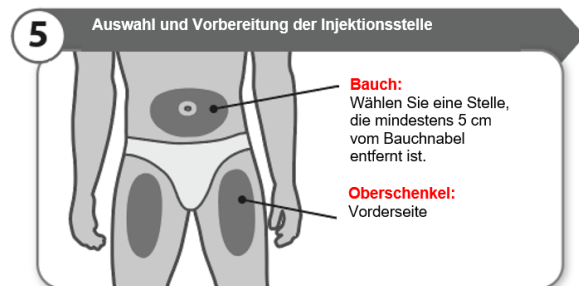 5
Auswahl und Vorbereitung der Injektionsstelle
Bauch:
Wählen Sie eine Stelle,
die mindestens 5 cm
vom Bauchnabel
entfernt ist.
Oberschenkel:
Vorderseite